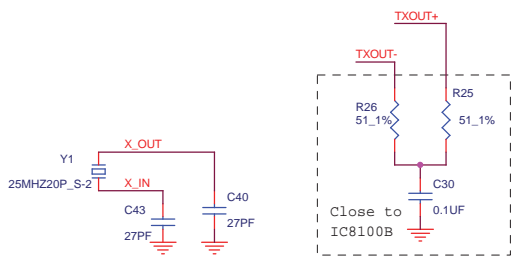 TXOUT+
TXOUT-
R26
51_1%
R25
51_1%
C30
0.1UF
Close to
IC8100B
Y1
25MHZ20P_S-2
X_OUT
X_IN
C43
27PF
C40
27PF